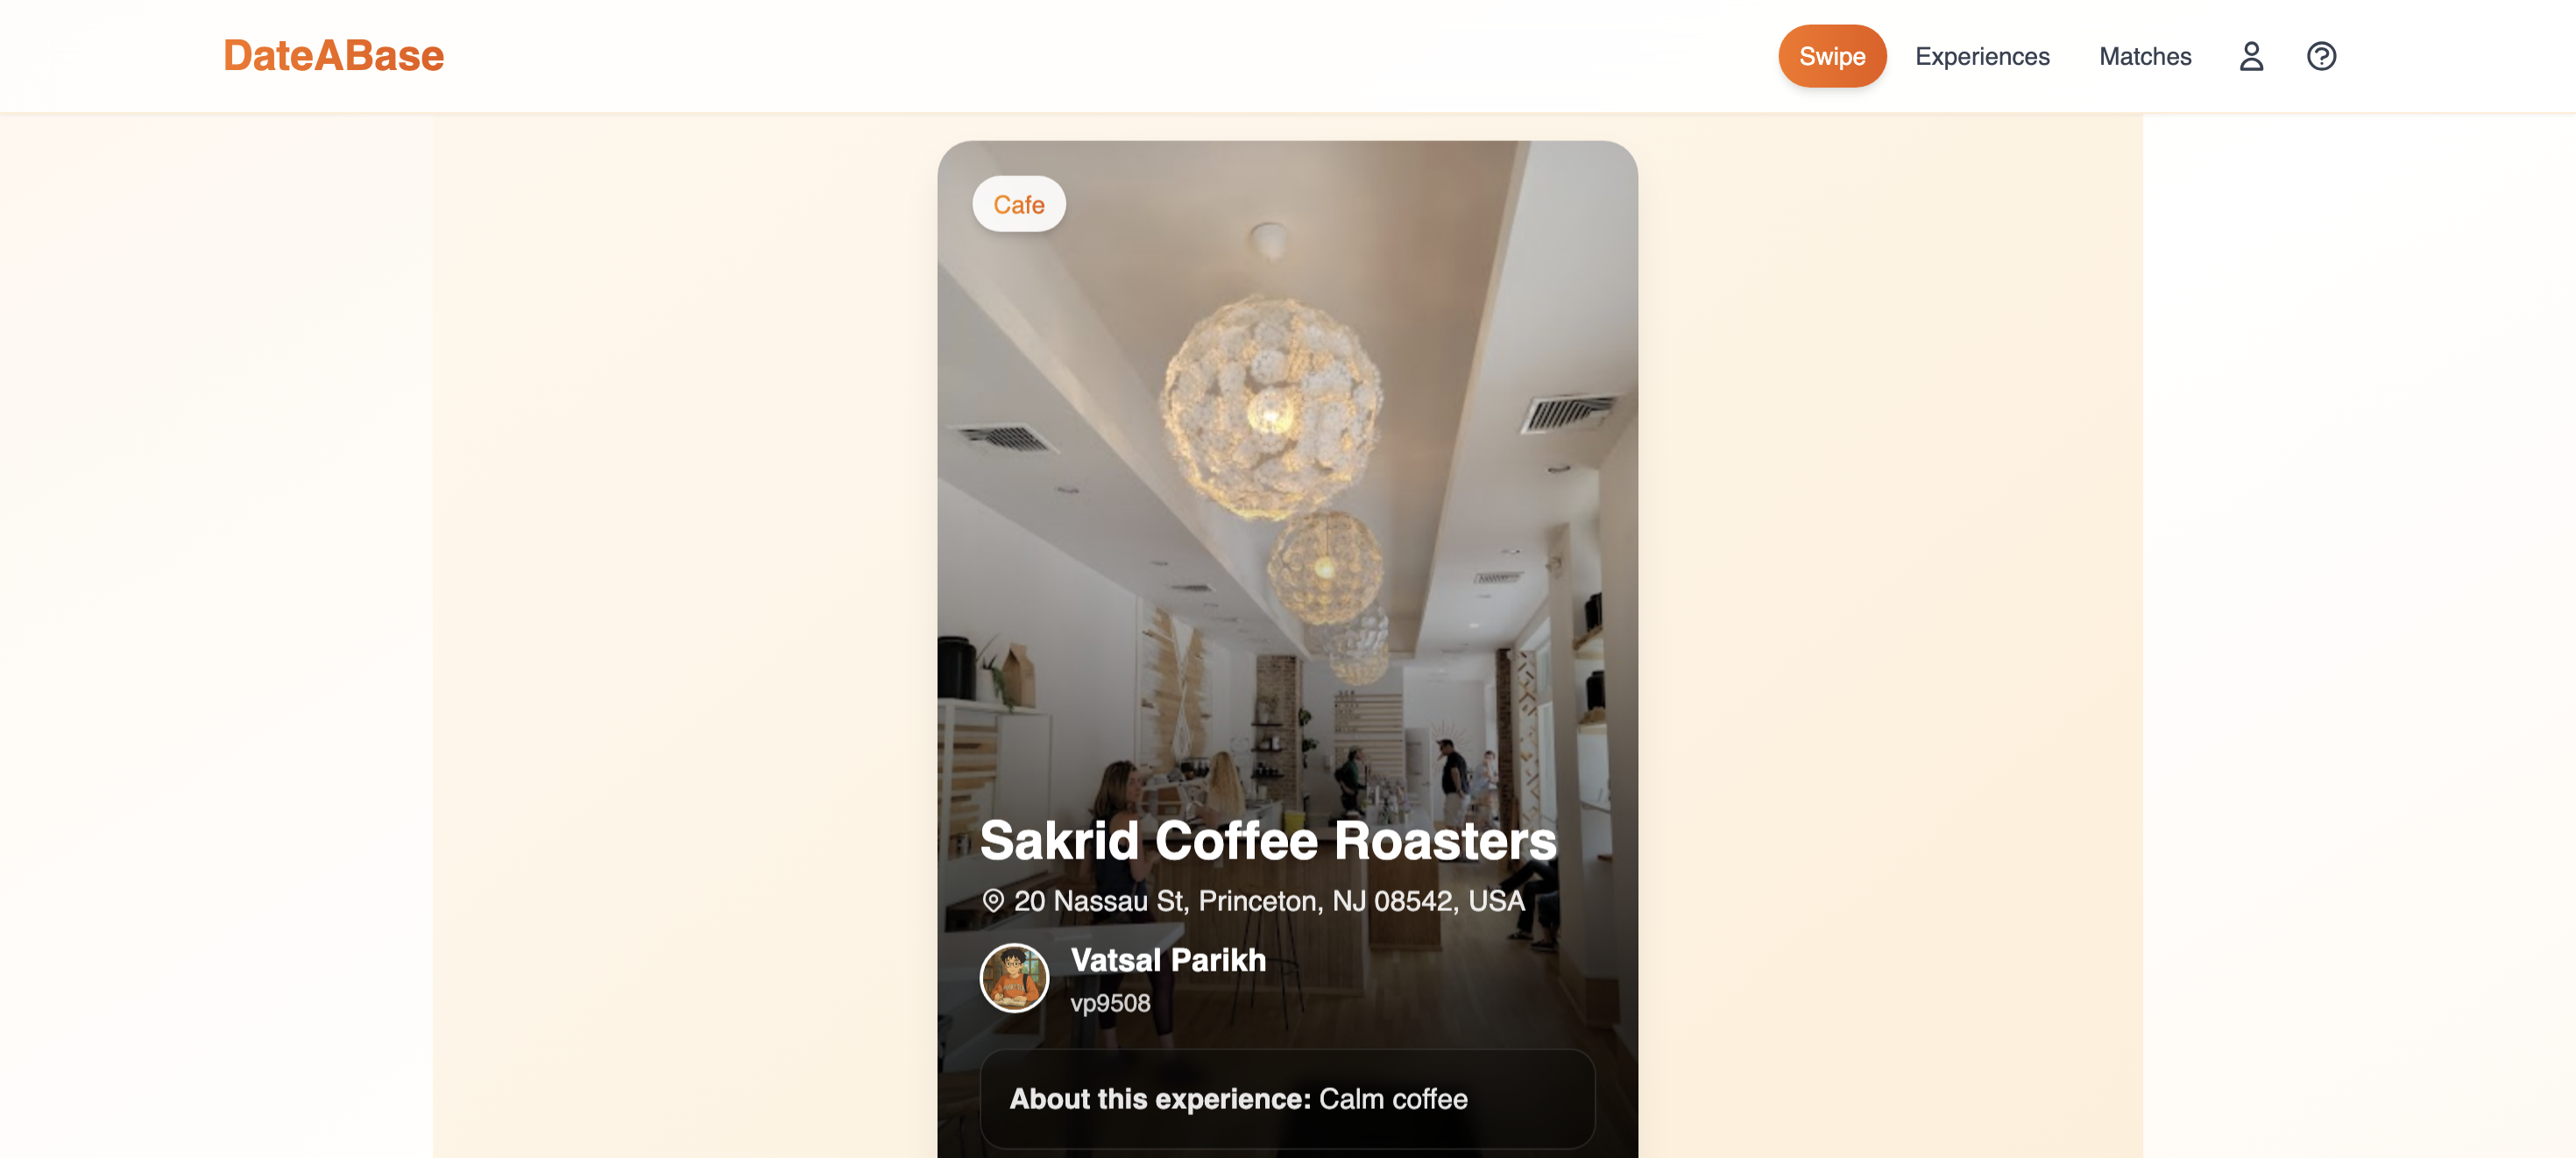 DateABase
Swipe
Experiences
Matches
Cafe
Sakrid Coffee Roasters
20 Nassau St, Princeton, NJ 08542, USA
Vatsal Parikh
vp9508
About this experience: Calm coffee